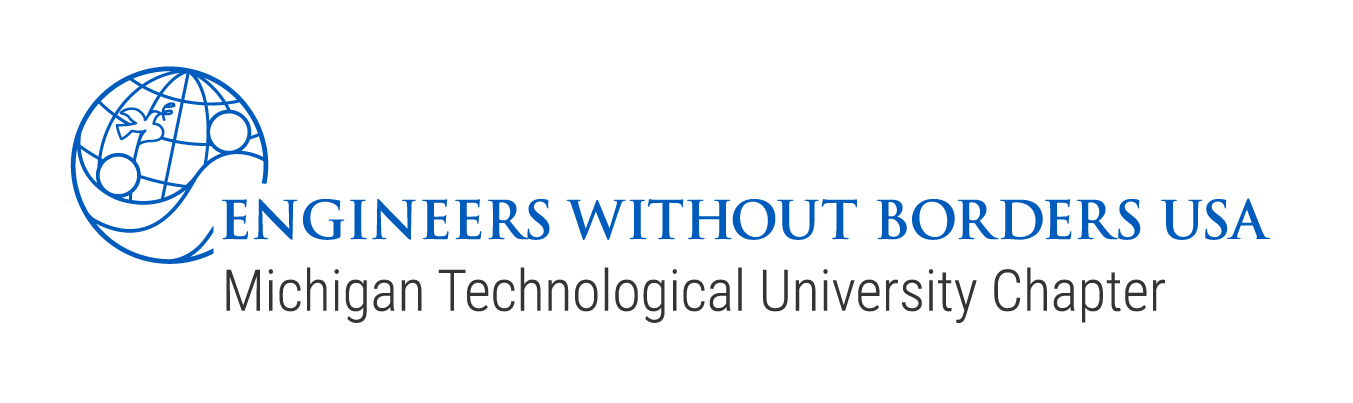 ENGINEERS WITHOUT BORDERS USA
Michigan Technological University Chapter